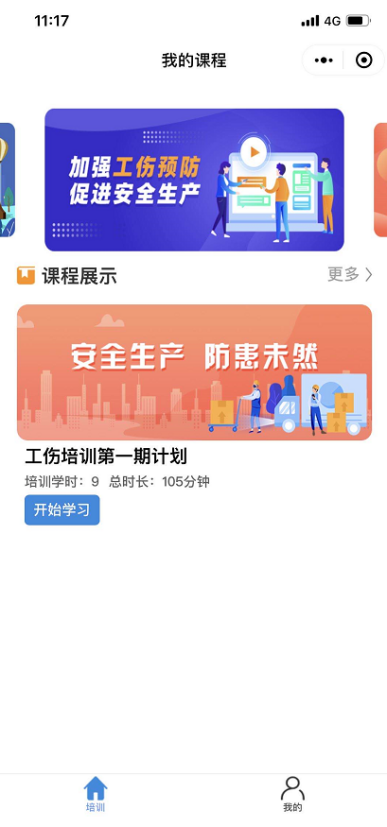 11:17
4G
我的课程
加强工伤预防
促进安全生产
课程展示
更多
安全生产 防患未然
工伤培训第一期计划
培训学时：9 总时长：105分钟
开始学习
培训
我的